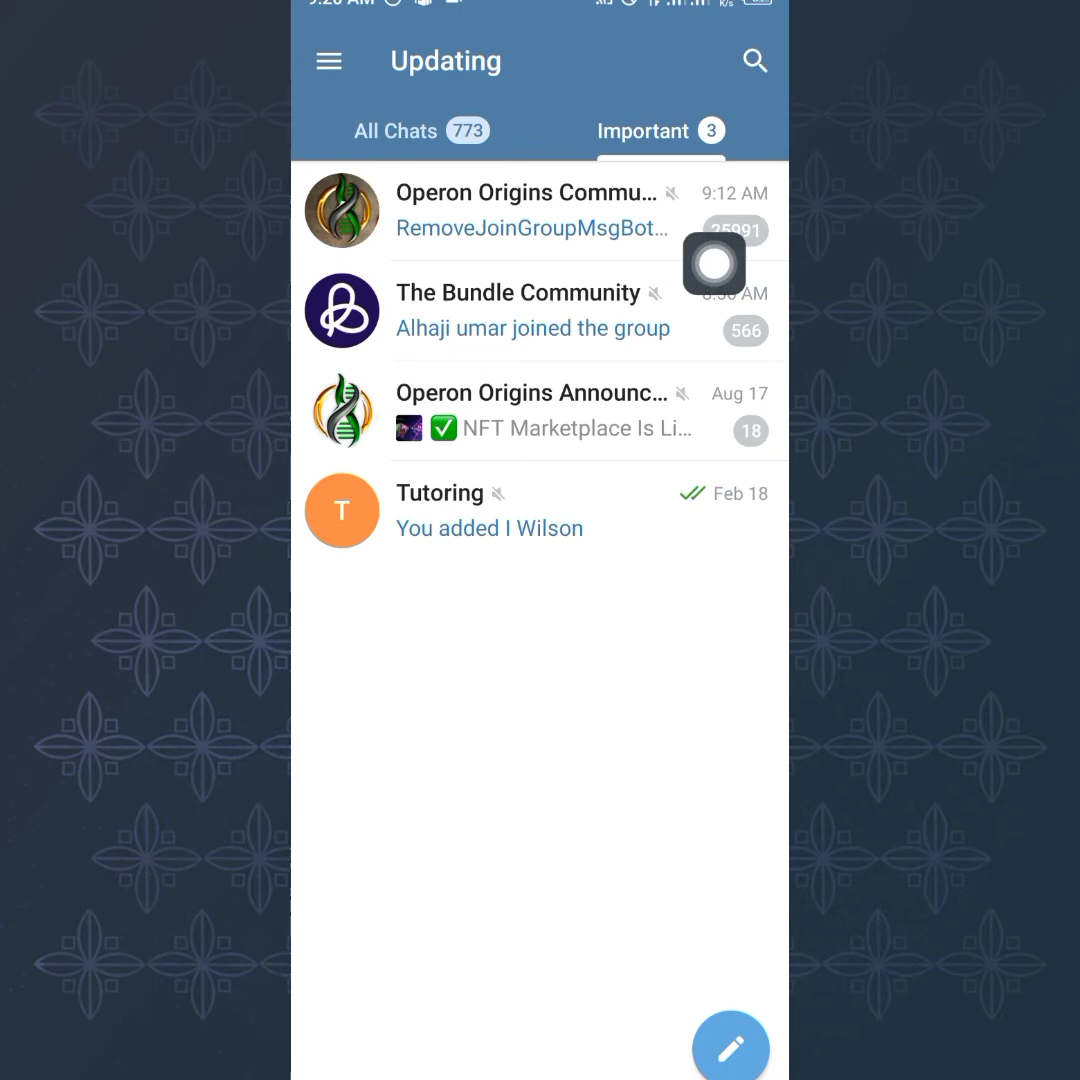 Updating
All Chats 773
Important 3
Operon Origins Commu... 9:12 AM
RemoveJoinGroupMsgBot... 25991
The Bundle Community AM
Alhaji umar joined the group 566
Operon Origins Announc... Aug 17
✅ NFT Marketplace Is Li... 18
T
Tutoring Feb 18
You added I Wilson